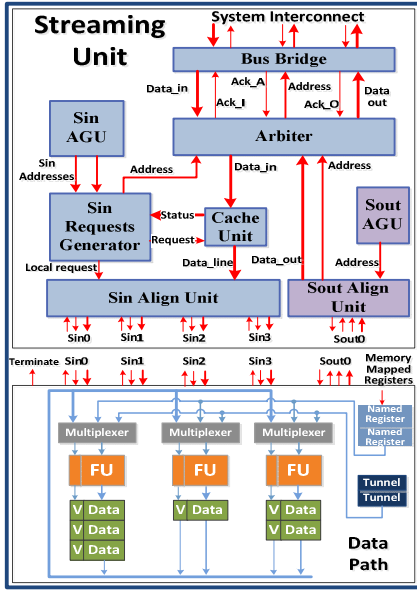 Streaming
Unit
System Interconnect
Bus Bridge
Data_in
Ack_I
Ack_A
Address
Ack_O
Data
out
Arbiter
Sin
AGU
Sin
Addresses
Address
Data_in
Address
Sout
AGU
Sin
Requests
Generator
Status
Request
Cache
Unit
Data_line
Data_out
Address
Local request
Sin Align Unit
Sout Align
Unit
Sin0
Sin1
Sin2
Sin3
Sout0
Terminate
Sin0
Sin1
Sin2
Sin3
Sout0
Memory
Mapped
Registers
Multiplexer
Multiplexer
Multiplexer
Named
Register
Named
Register
FU
FU
FU
Tunnel
Tunnel
V Data
V Data
V Data
V Data
V Data
V Data
Data
Path